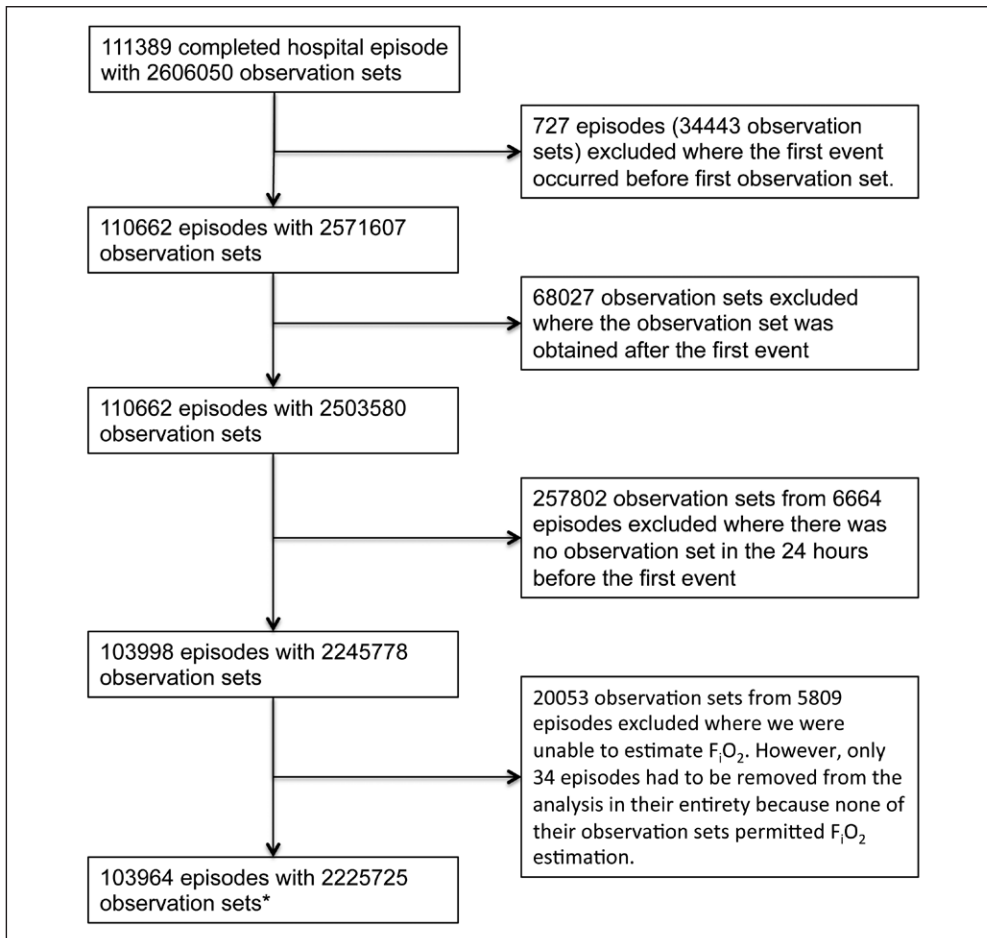 111389 completed hospital episode
with 2606050 observation sets
727 episodes (34443 observation
sets) excluded where the first event
occurred before first observation set.
110662 episodes with 2571607
observation sets
68027 observation sets excluded
where the observation set was
obtained after the first event
110662 episodes with 2503580
observation sets
257802 observation sets from 6664
episodes excluded where there was
no observation set in the 24 hours
before the first event
103998 episodes with 2245778
observation sets
20053 observation sets from 5809
episodes excluded where we were
unable to estimate FᵢO₂. However, only
34 episodes had to be removed from the
analysis in their entirety because none of
their observation sets permitted FᵢO₂
estimation.
103964 episodes with 2225725
observation sets*